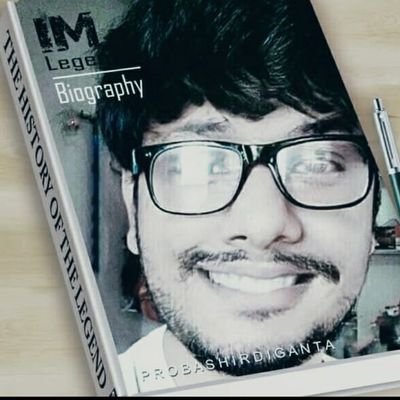 IM
Lege
Biography
THE HISTORY OF THE LEGEND
PROBASHIRDIGANTA